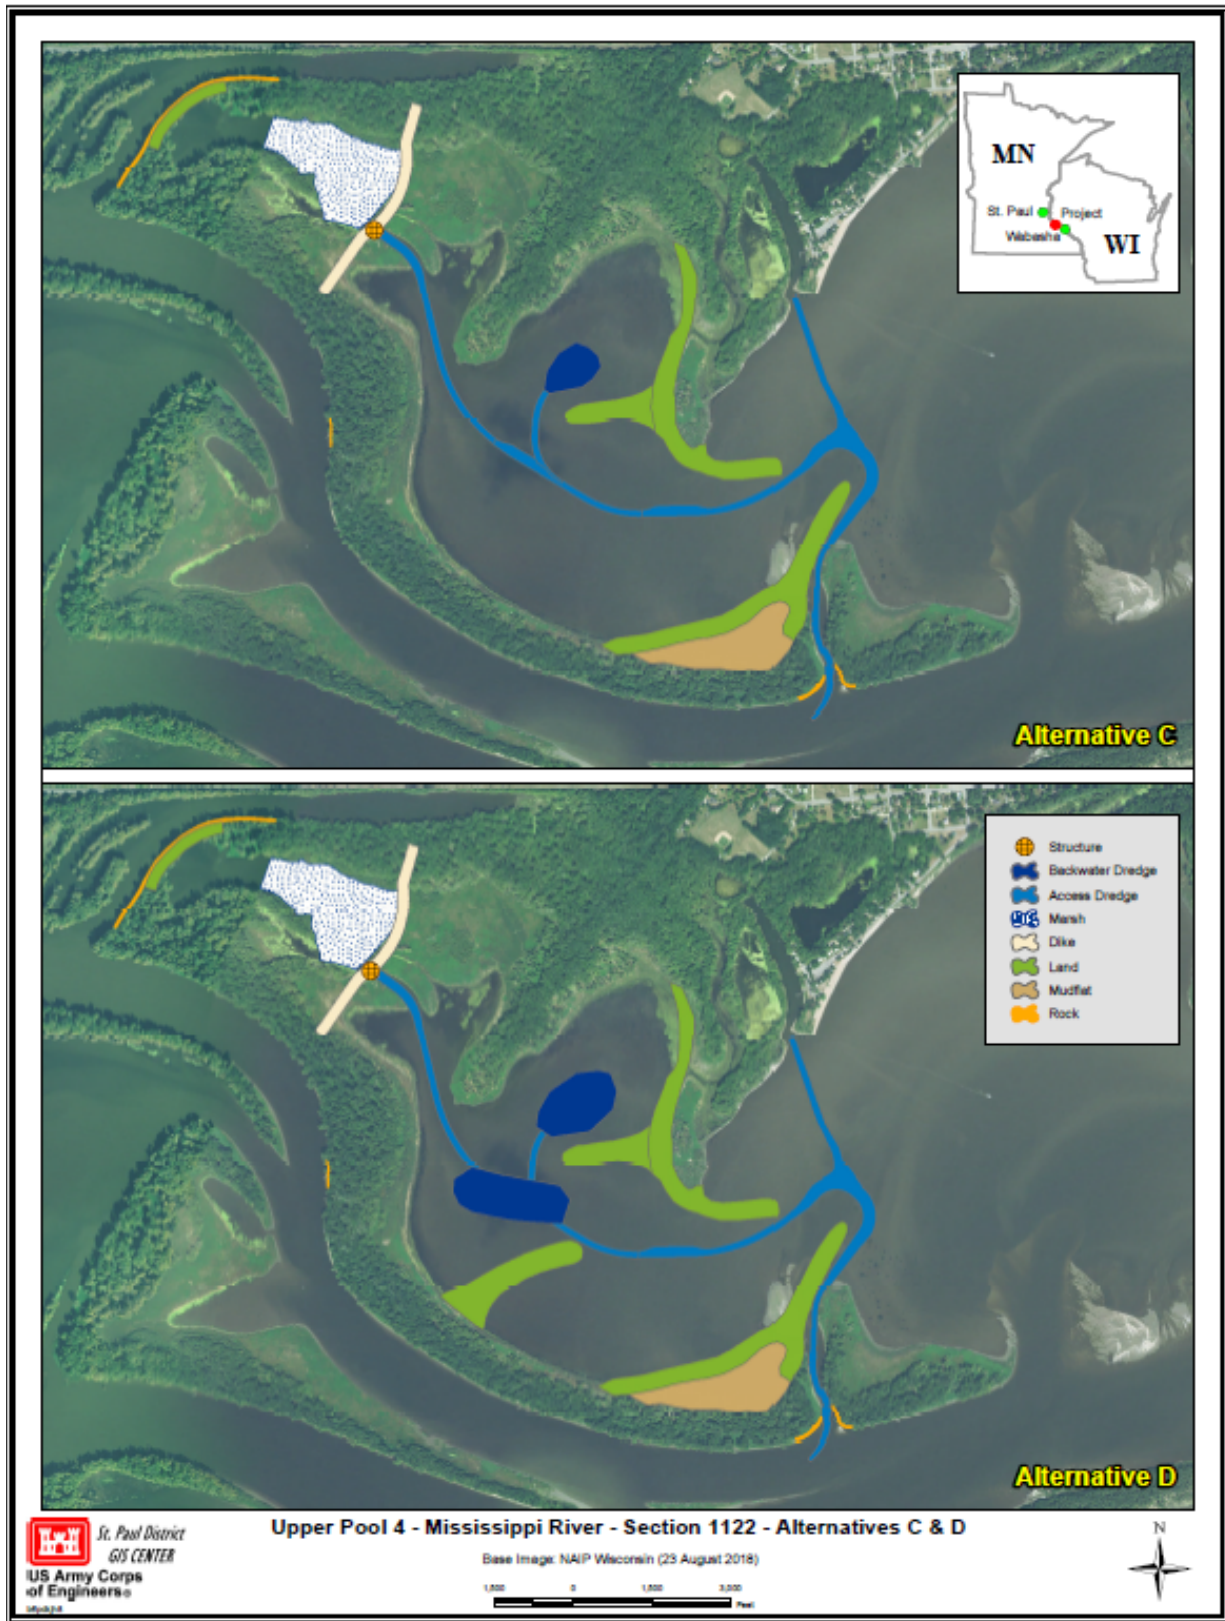 MN
St. Paul
Project
Wabasha
WI
Alternative C
Structure
Backwater Dredge
Access Dredge
Marsh
Dike
Land
Mudflat
Rock
Alternative D
St. Paul District
GIS CENTER
US Army Corps
of Engineers®
Upper Pool 4 - Mississippi River - Section 1122 - Alternatives C & D
Base Image: NAIP Wisconsin (23 August 2018)
1,500 0 1,500 3,000
Feet
N